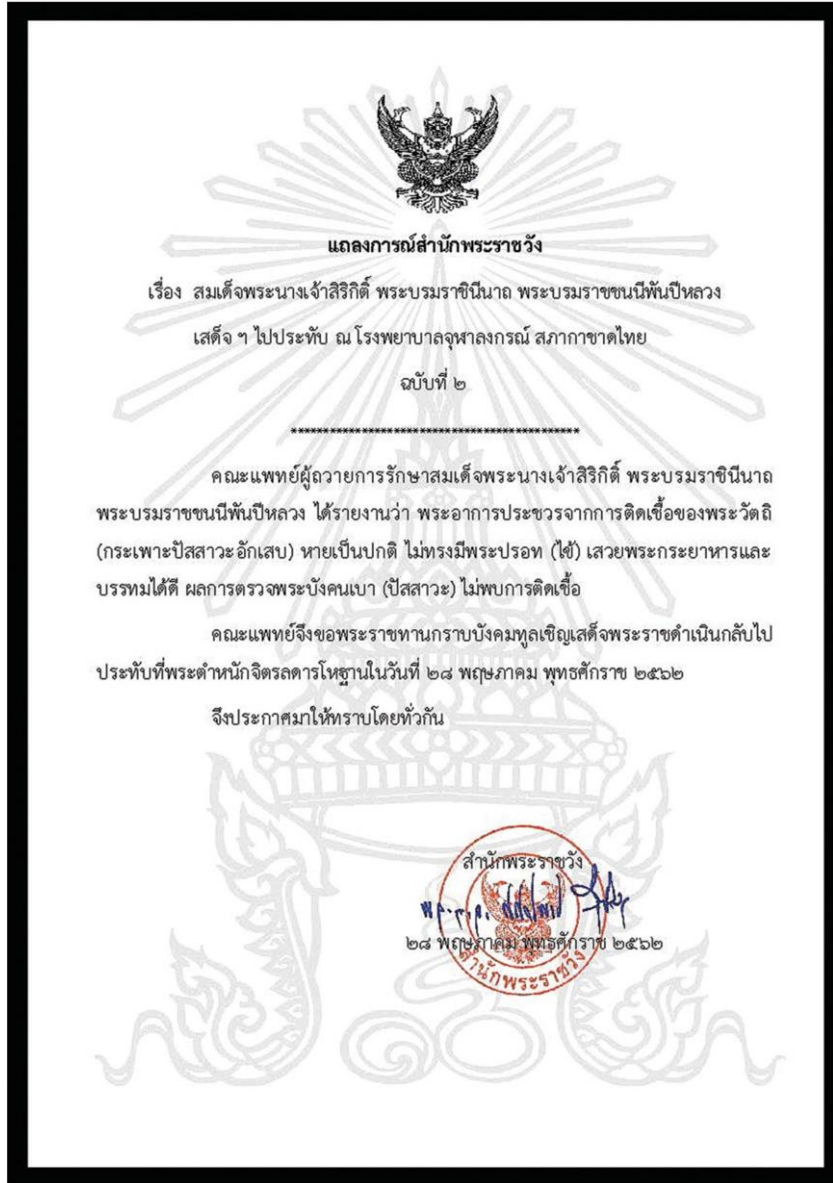 แถลงการณ์สำนักพระราชวัง
เรื่อง สมเด็จพระนางเจ้าสิริกิติ์ พระบรมราชินีนาถ พระบรมราชชนนีพันปีหลวง
เสด็จ ฯ ไปประทับ ณ โรงพยาบาลจุฬาลงกรณ์ สภากาชาดไทย
ฉบับที่ ๒
********************************************
คณะแพทย์ผู้ถวายการรักษาสมเด็จพระนางเจ้าสิริกิติ์ พระบรมราชินีนาถ
พระบรมราชชนนีพันปีหลวง ได้รายงานว่า พระอาการประชวรจากการติดเชื้อของพระวัตถิ
(กระเพาะปัสสาวะอักเสบ) หายเป็นปกติ ไม่ทรงมีพระปรอท (ไข้) เสวยพระกระยาหารและ
บรรทมได้ดี ผลการตรวจพระบังคนเบา (ปัสสาวะ) ไม่พบการติดเชื้อ
คณะแพทย์จึงขอพระราชทานกราบบังคมทูลเชิญเสด็จพระราชดำเนินกลับไป
ประทับที่พระตำหนักจิตรลดารโหฐานในวันที่ ๒๘ พฤษภาคม พุทธศักราช ๒๕๖๒
จึงประกาศมาให้ทราบโดยทั่วกัน
สำนักพระราชวัง
๒๘ พฤษภาคม พุทธศักราช ๒๕๖๒
สำนักพระราชวัง